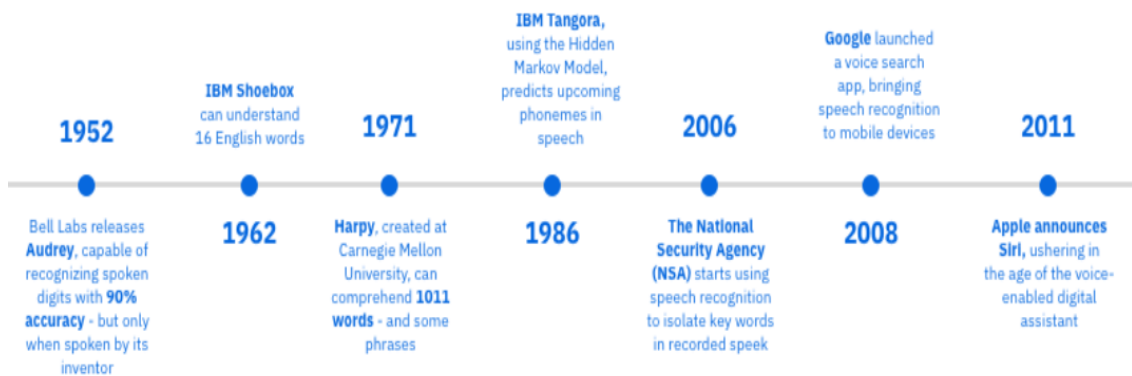 1952
Bell Labs releases
Audrey, capable of
recognizing spoken
digits with 90%
accuracy - but only
when spoken by its
inventor
IBM Shoebox
can understand
16 English words
1962
1971
Harpy, created at
Carnegie Mellon
University, can
comprehend 1011
words - and some
phrases
IBM Tangora,
using the Hidden
Markov Model,
predicts upcoming
phonemes in
speech
1986
2006
The National
Security Agency
(NSA) starts using
speech recognition
to isolate key words
in recorded speek
Google launched
a voice search
app, bringing
speech recognition
to mobile devices
2008
2011
Apple announces
Siri, ushering in
the age of the voice-
enabled digital
assistant